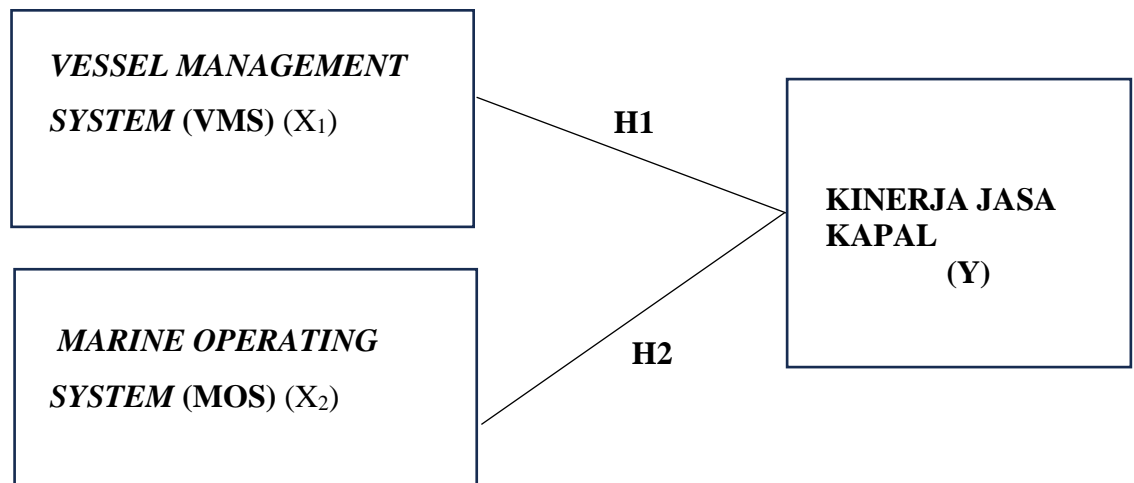 VESSEL MANAGEMENT
SYSTEM (VMS) (X₁)
H1
KINERJA JASA
KAPAL
(Y)
MARINE OPERATING
SYSTEM (MOS) (X₂)
H2